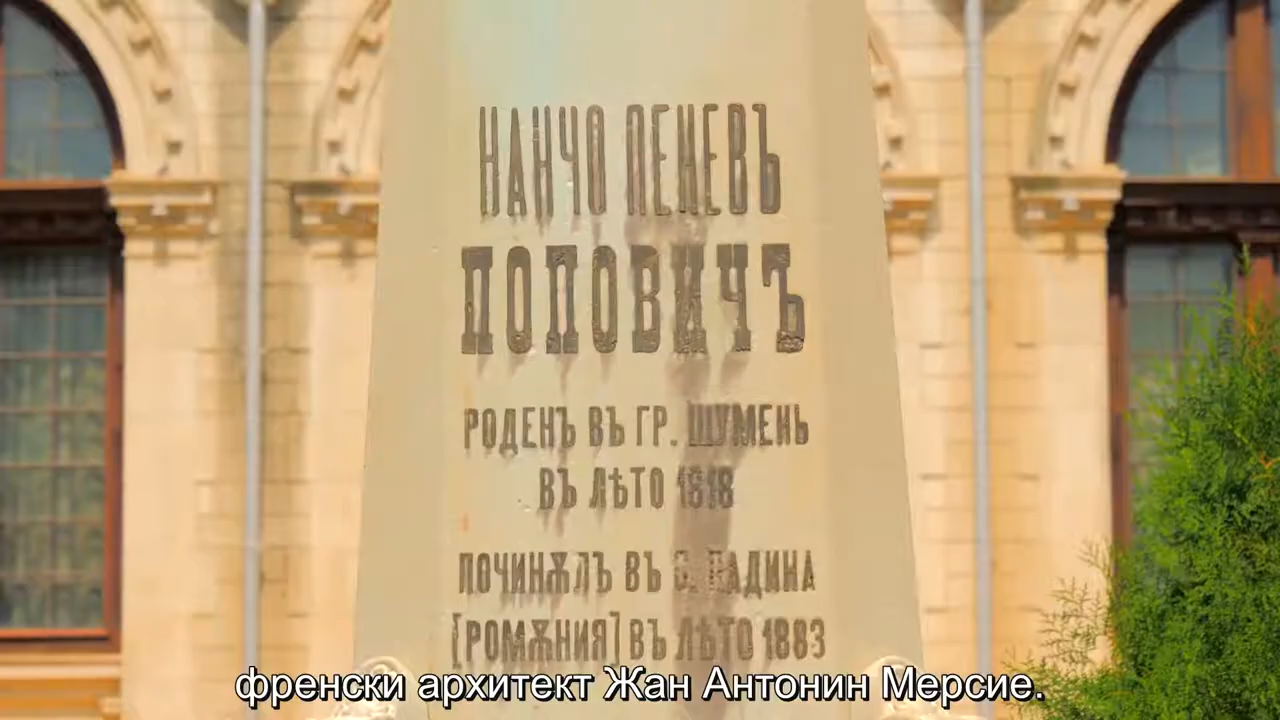 НАНЧО ПЕНЕВЪ
ПОПОВИЧЪ
РОДЕНЪ ВЪ ГР. ШУМЕНЬ
ВЪ ЛѢТО 1818
ПОЧИНѪЛЪ ВЪ С. ПАДИНА
[РОМѪНИЯ] ВЪ ЛѢТО 1883
френски архитект Жан Антонин Мерсие.